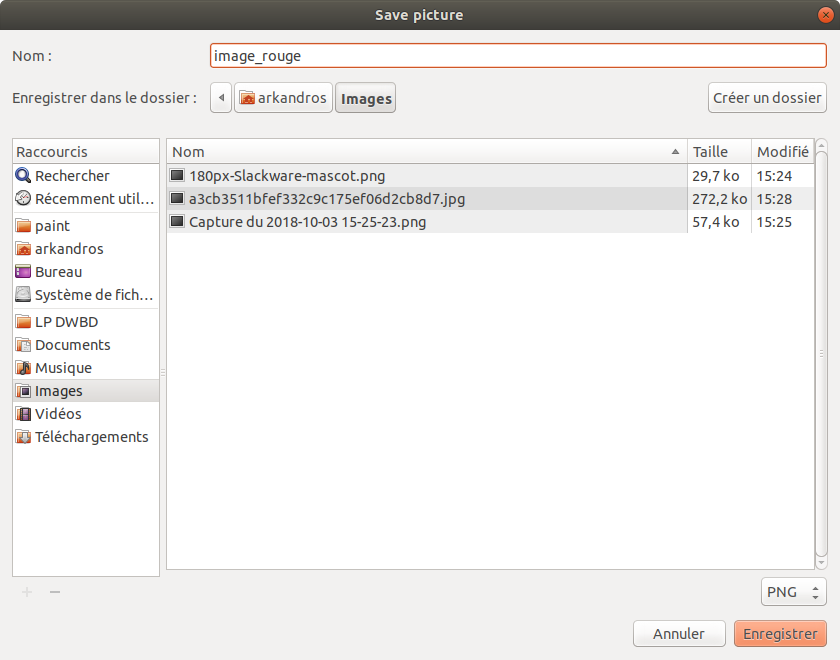 Save picture
Nom :
image_rouge
Enregistrer dans le dossier :
arkandros
Images
Créer un dossier
Raccourcis
Rechercher
Récemment util…
paint
arkandros
Bureau
Système de fich…
LP DWBD
Documents
Musique
Images
Vidéos
Téléchargements
Nom Taille Modifié
180px-Slackware-mascot.png 29,7 ko 15:24
a3cb3511bfef332c9c175ef06d2cb8d7.jpg 272,2 ko 15:28
Capture du 2018-10-03 15-25-23.png 57,4 ko 15:25
PNG
Annuler
Enregistrer